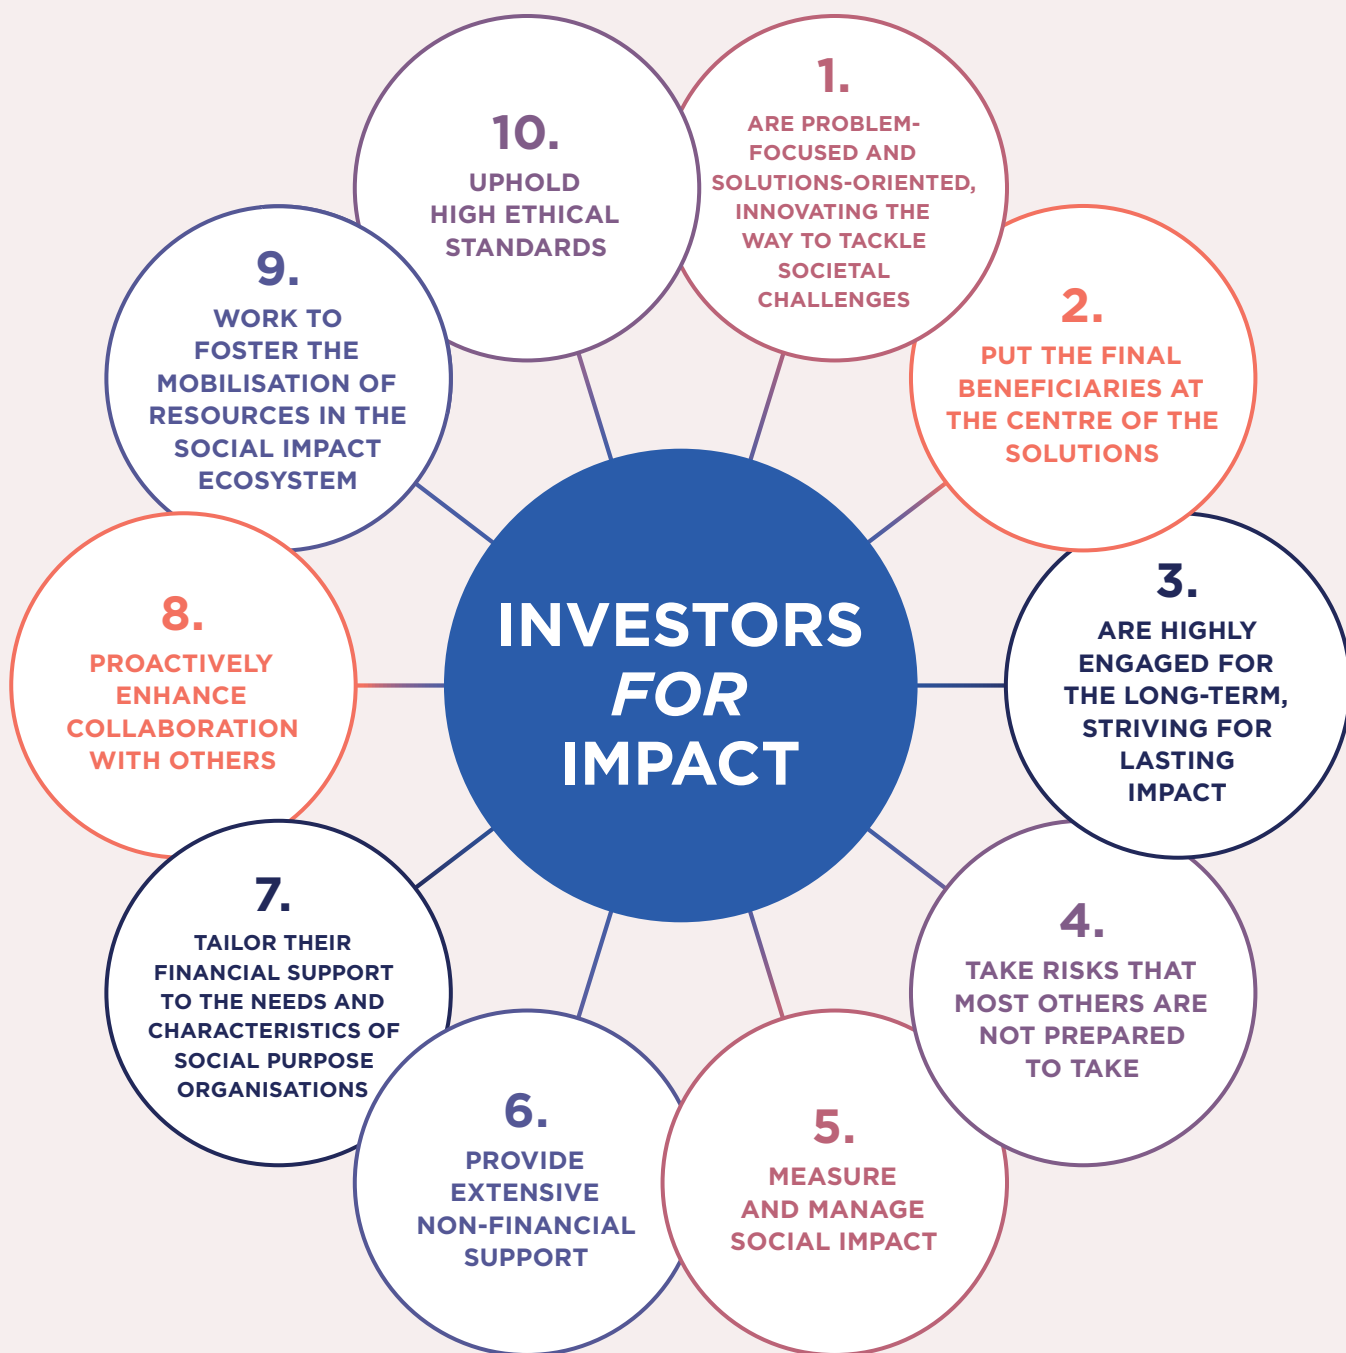 INVESTORS
FOR
IMPACT
1.
ARE PROBLEM-
FOCUSED AND
SOLUTIONS-ORIENTED,
INNOVATING THE
WAY TO TACKLE
SOCIETAL
CHALLENGES
2.
PUT THE FINAL
BENEFICIARIES AT
THE CENTRE OF THE
SOLUTIONS
3.
ARE HIGHLY
ENGAGED FOR
THE LONG-TERM,
STRIVING FOR
LASTING
IMPACT
4.
TAKE RISKS THAT
MOST OTHERS ARE
NOT PREPARED
TO TAKE
5.
MEASURE
AND MANAGE
SOCIAL IMPACT
6.
PROVIDE
EXTENSIVE
NON-FINANCIAL
SUPPORT
7.
TAILOR THEIR
FINANCIAL SUPPORT
TO THE NEEDS AND
CHARACTERISTICS OF
SOCIAL PURPOSE
ORGANISATIONS
8.
PROACTIVELY
ENHANCE
COLLABORATION
WITH OTHERS
9.
WORK TO
FOSTER THE
MOBILISATION OF
RESOURCES IN THE
SOCIAL IMPACT
ECOSYSTEM
10.
UPHOLD
HIGH ETHICAL
STANDARDS